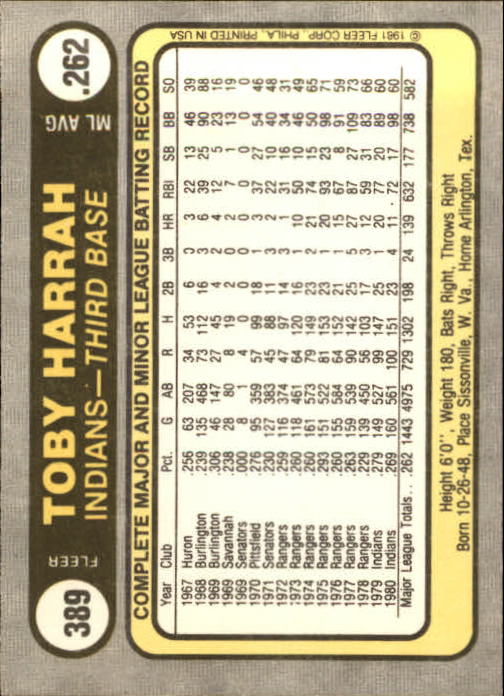 389
FLEER
TOBY HARRAH
INDIANS—THIRD BASE
ML AVG
.262
COMPLETE MAJOR AND MINOR LEAGUE BATTING RECORD
Year Club Pct. G AB R H 2B 3B HR RBI SB BB SO
1967 Huron .256 63 207 34 53 6 0 3 22 13 46 39
1968 Burlington .239 135 468 73 112 16 3 6 39 25 90 88
1969 Burlington .306 46 147 27 45 4 2 4 12 5 23 16
1969 Savannah .238 28 80 8 19 2 4 2 7 1 13 19
1969 Senators .000 8 1 4 0 0 0 0 0 0 0 0
1970 Pittsfield .276 95 359 57 99 18 1 3 37 27 54 46
1971 Senators .230 127 383 45 88 11 3 2 22 10 40 48
1972 Rangers .259 116 374 47 97 14 3 1 31 16 34 31
1973 Rangers .260 118 461 64 120 16 1 10 50 10 46 49
1974 Rangers .260 161 573 79 149 23 2 21 74 15 50 65
1975 Rangers .293 151 522 81 153 23 1 20 93 23 98 71
1976 Rangers .260 155 584 64 152 21 1 15 67 8 91 59
1977 Rangers .263 159 539 90 142 25 5 27 87 27 109 73
1978 Rangers .229 139 450 56 103 17 3 12 59 31 83 66
1979 Indians .279 149 527 99 147 25 1 20 77 20 89 60
1980 Indians .269 160 561 100 151 23 4 11 72 17 98 60
Major League Totals .. .262 1443 4975 729 1302 198 24 139 632 177 738 582
Height 6'0", Weight 180, Bats Right, Throws Right
Born 10-26-48, Place Sissonville, W. Va., Home Arlington, Tex.
© 1981 FLEER CORP., PHILA., PRINTED IN USA